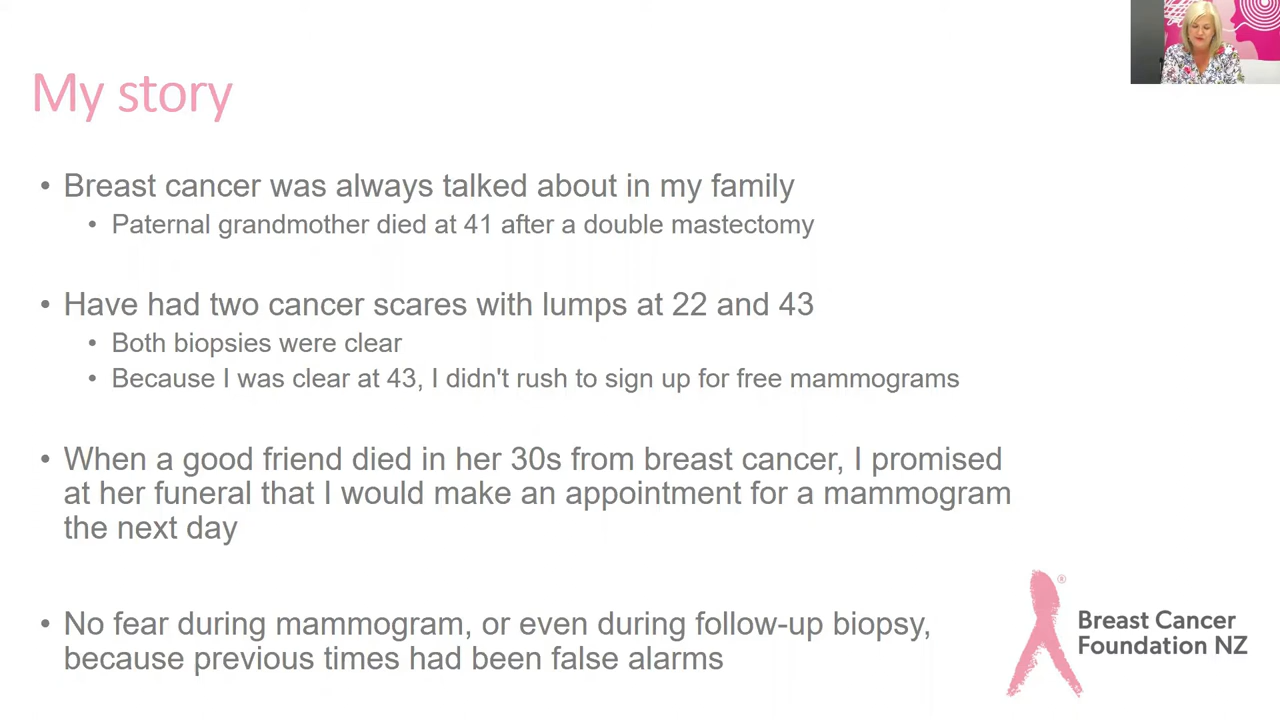 My story
• Breast cancer was always talked about in my family
• Paternal grandmother died at 41 after a double mastectomy
• Have had two cancer scares with lumps at 22 and 43
• Both biopsies were clear
• Because I was clear at 43, I didn't rush to sign up for free mammograms
• When a good friend died in her 30s from breast cancer, I promised
at her funeral that I would make an appointment for a mammogram
the next day
• No fear during mammogram, or even during follow-up biopsy,
because previous times had been false alarms
®
Breast Cancer
Foundation NZ